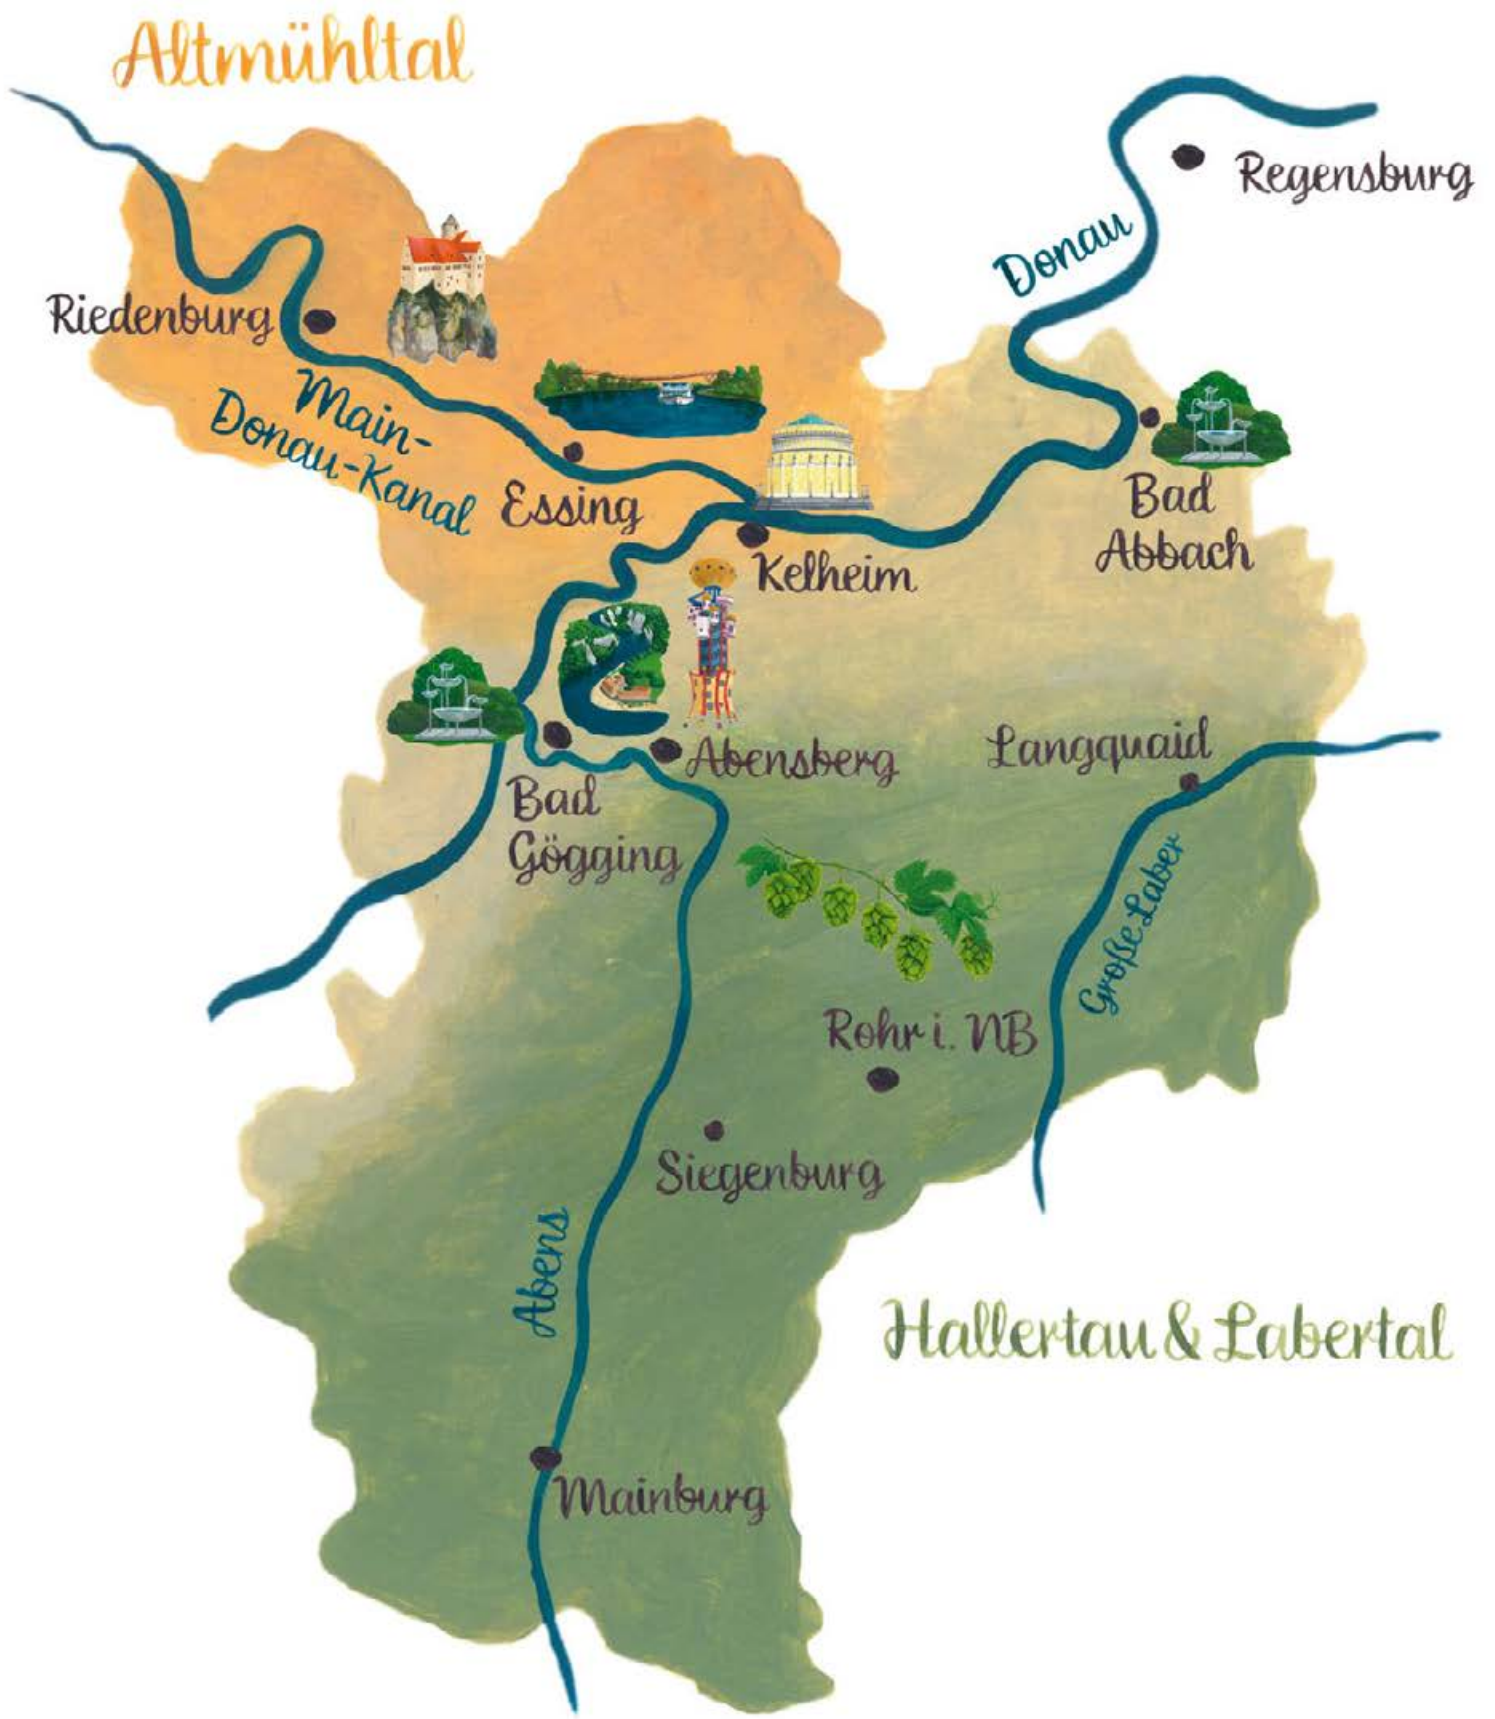 Altmühltal
Regensburg
Donau
Riedenburg
Main-
Donau-Kanal
Essing
Bad
Abbach
Kelheim
Abensberg
Langquaid
Bad
Gögging
Große Laber
Rohr i. NB
Siegenburg
Abens
Hallertau & Labertal
Mainburg